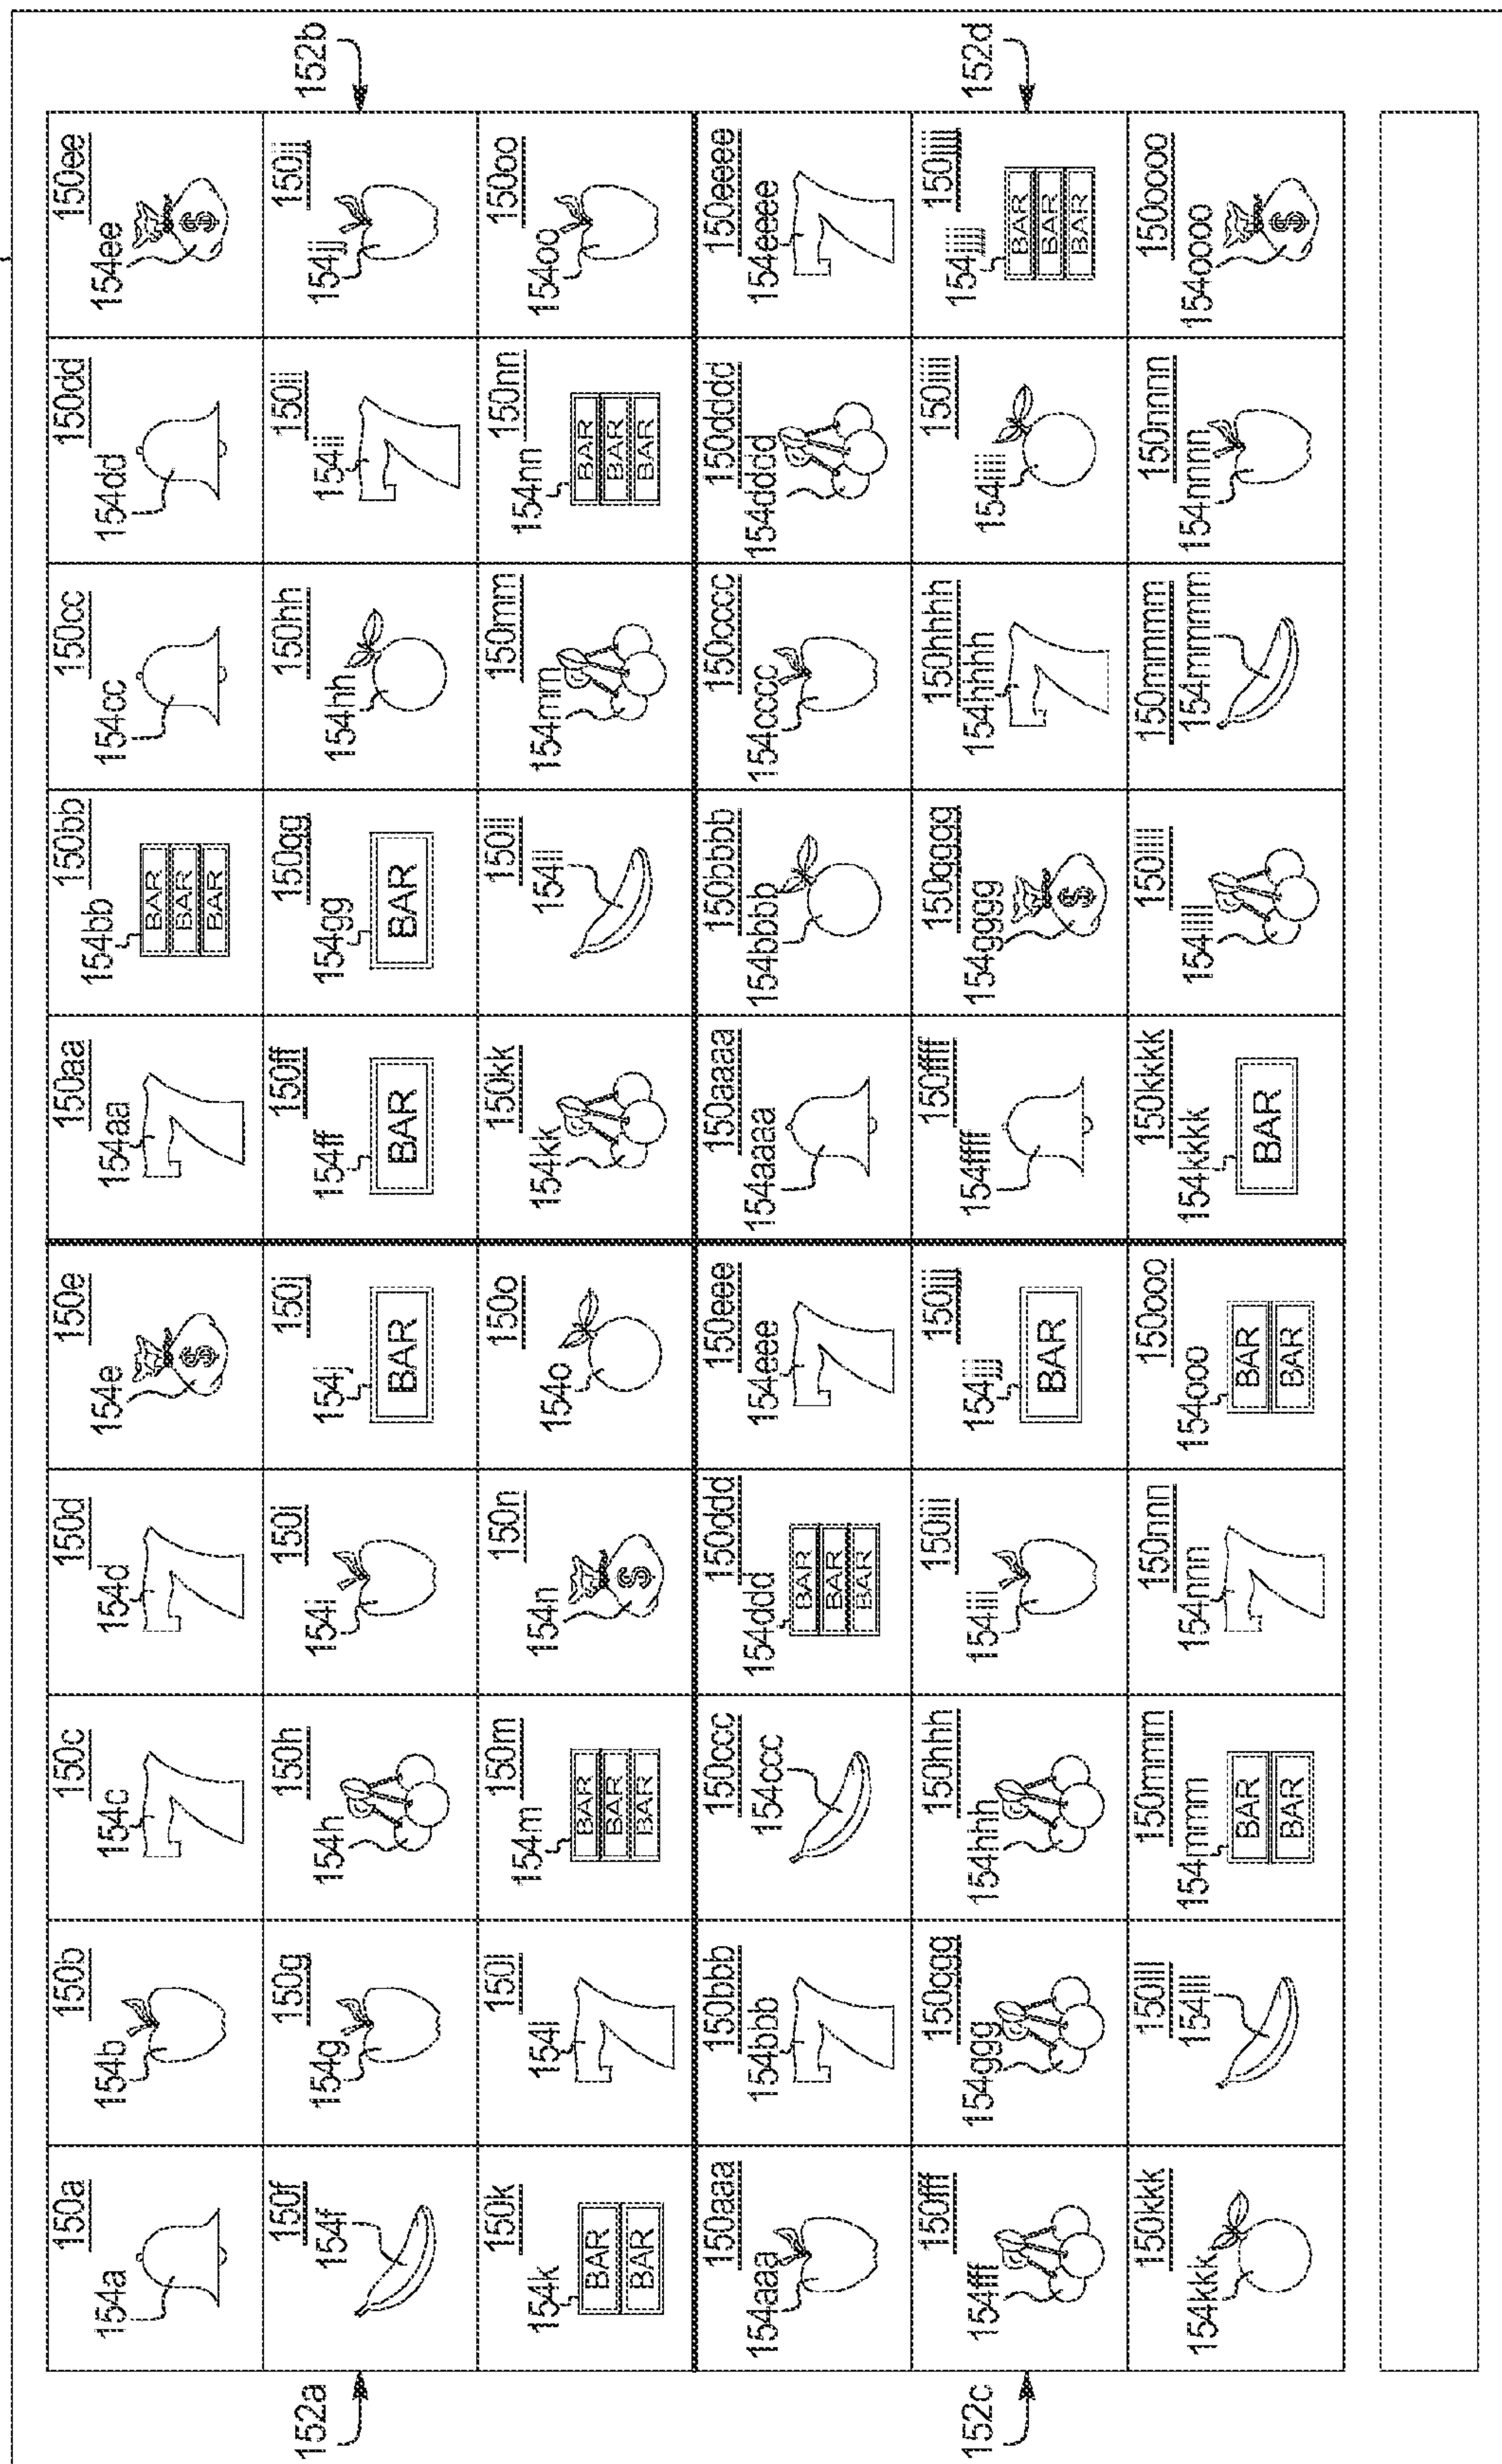 150a
154a
150b
154b
150c
154c
150d
154d
150e
154e
$
150aa
154aa
150bb
154bb
BAR
BAR
BAR
150cc
154cc
150dd
154dd
150ee
154ee
$
152a
150f
154f
150g
154g
150h
154h
150i
154i
150j
154j
BAR
150ff
154ff
BAR
150gg
154gg
BAR
150hh
154hh
150ii
154ii
150jj
154jj
152b
150k
154k
BAR
BAR
150l
154l
150m
154m
BAR
BAR
BAR
150n
154n
$
150o
154o
150kk
154kk
150ll
154ll
150mm
154mm
150nn
154nn
BAR
BAR
BAR
150oo
154oo
150aaa
154aaa
150bbb
154bbb
150ccc
154ccc
150ddd
154ddd
BAR
BAR
BAR
150eee
154eee
150aaaa
154aaaa
150bbbb
154bbbb
150cccc
154cccc
150dddd
154dddd
150eeee
154eeee
152c
150fff
154fff
150ggg
154ggg
150hhh
154hhh
150iii
154iii
150jjj
154jjj
BAR
150ffff
154ffff
150gggg
154gggg
$
150hhhh
154hhhh
150iiii
154iiii
150jjjj
154jjjj
BAR
BAR
BAR
152d
150kkk
154kkk
150lll
154lll
150mmm
154mmm
BAR
BAR
150nnn
154nnn
150ooo
154ooo
BAR
BAR
150kkkk
154kkkk
BAR
150llll
154llll
150mmmm
154mmmm
150nnnn
154nnnn
150oooo
154oooo
$